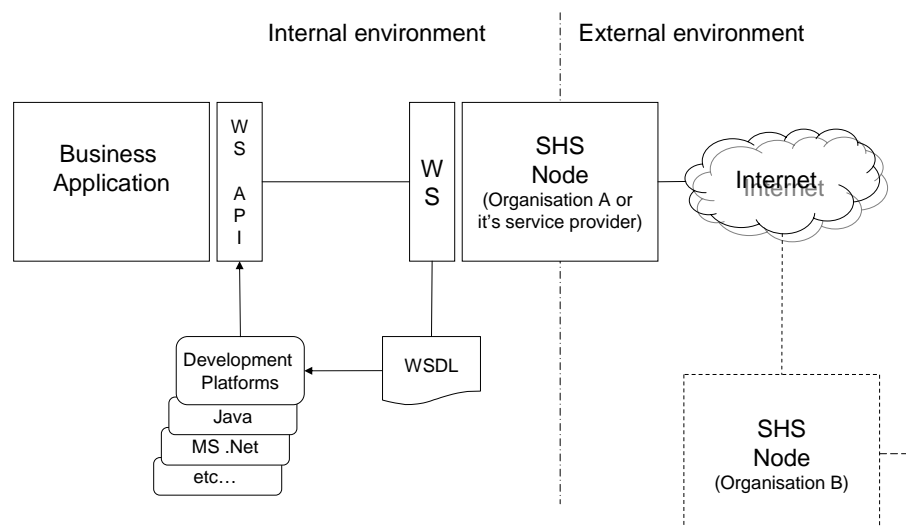 Internal environment
External environment
Business
Application
W
S
A
P
I
W
S
SHS
Node
(Organisation A or
it's service provider)
Internet
Development
Platforms
WSDL
Java
MS .Net
etc...
SHS
Node
(Organisation B)